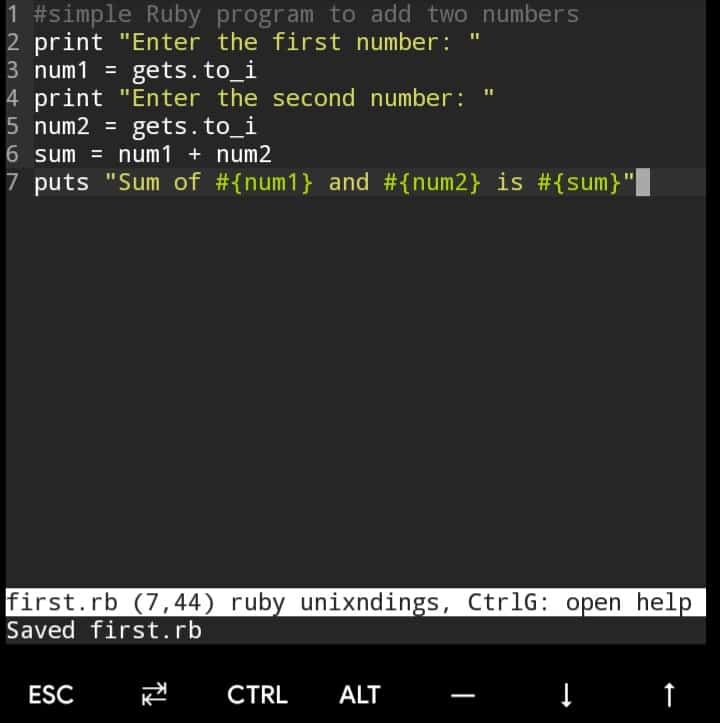 1 #simple Ruby program to add two numbers
2 print "Enter the first number: "
3 num1 = gets.to_i
4 print "Enter the second number: "
5 num2 = gets.to_i
6 sum = num1 + num2
7 puts "Sum of #{num1} and #{num2} is #{sum}"
first.rb (7,44) ruby unixndings, CtrlG: open help
Saved first.rb
ESC CTRL ALT — ↓ ↑